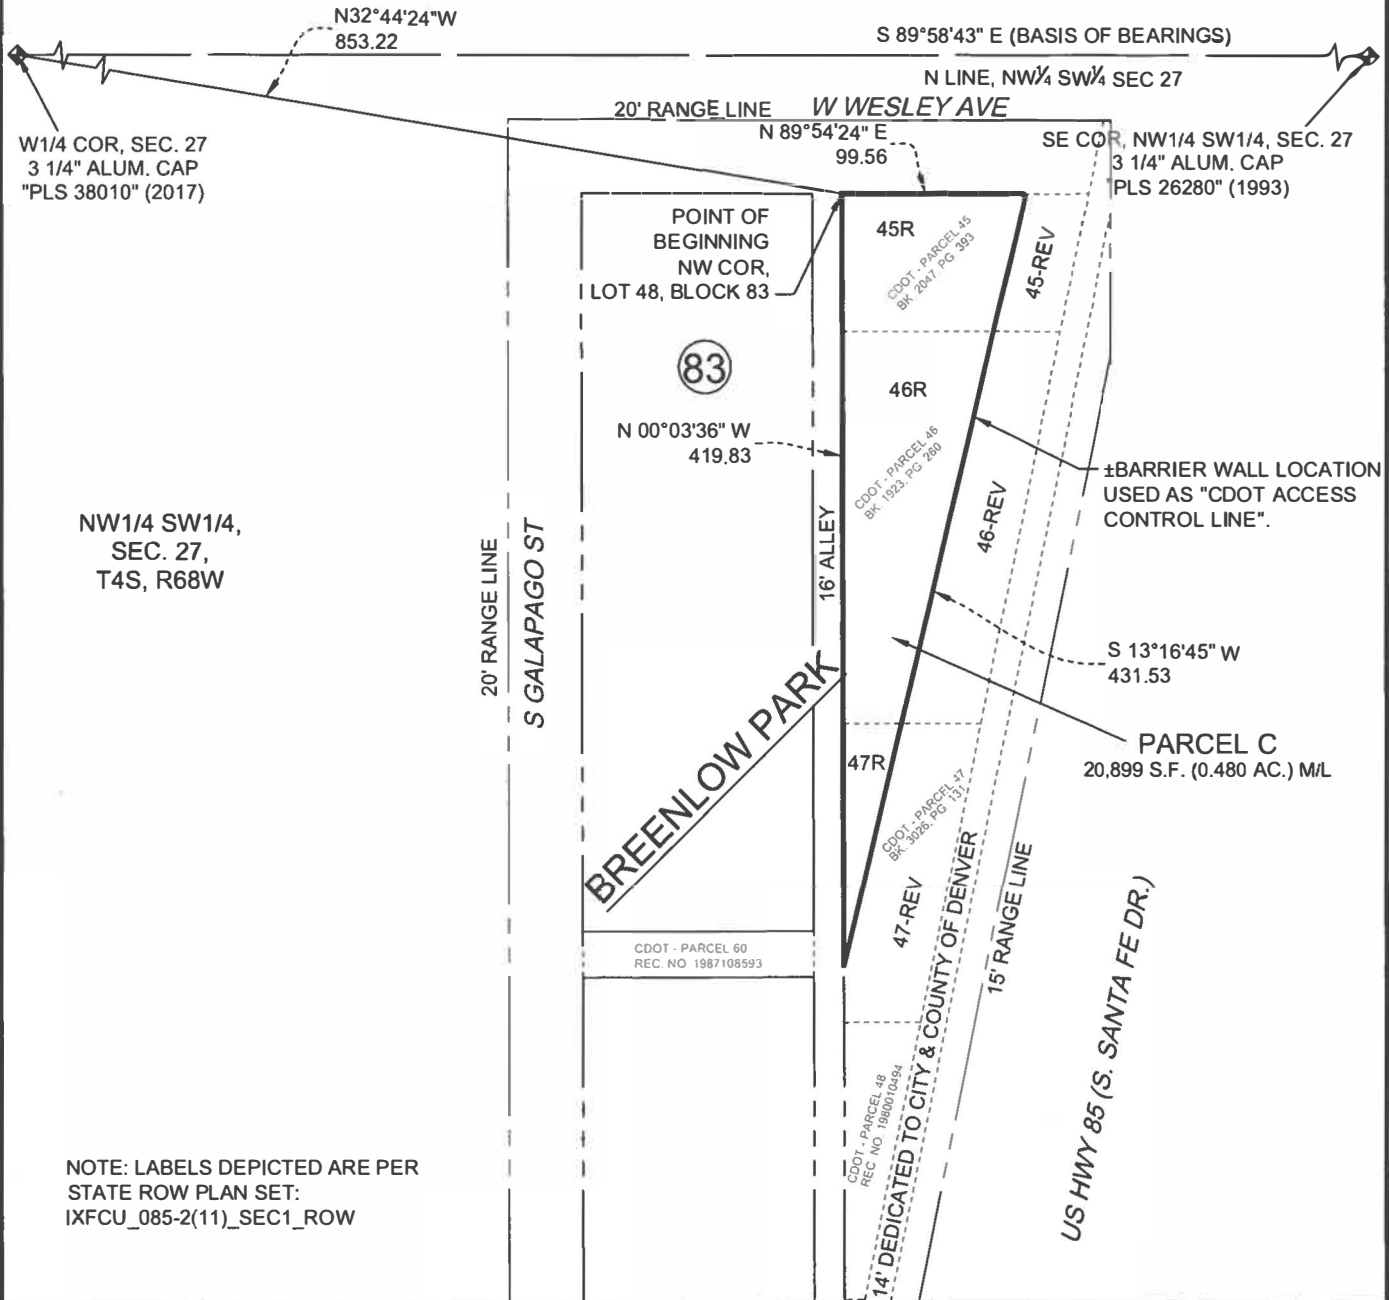 N32°44'24"W
853.22
S 89°58'43" E (BASIS OF BEARINGS)
N LINE, NW¼ SW¼ SEC 27
20' RANGE LINE
W WESLEY AVE
N 89°54'24" E
99.56
W1/4 COR, SEC. 27
3 1/4" ALUM. CAP
"PLS 38010" (2017)
SE COR, NW1/4 SW1/4, SEC. 27
3 1/4" ALUM. CAP
"PLS 26280" (1993)
POINT OF
BEGINNING
NW COR,
LOT 48, BLOCK 83
45R
CDOT - PARCEL 45
BK 2047, PG 393
45-REV
83
46R
N 00°03'36" W
419.83
CDOT - PARCEL 46
BK. 1923, PG 260
±BARRIER WALL LOCATION
USED AS "CDOT ACCESS
CONTROL LINE".
46-REV
NW1/4 SW1/4,
SEC. 27,
T4S, R68W
20' RANGE LINE
S GALAPAGO ST
16' ALLEY
S 13°16'45" W
431.53
BREENLOW PARK
PARCEL C
20,899 S.F. (0.480 AC.) M/L
47R
CDOT - PARCEL 47
BK. 3026, PG 131
47-REV
15' RANGE LINE
CDOT - PARCEL 60
REC. NO 1987108593
US HWY 85 (S. SANTA FE DR.)
14' DEDICATED TO CITY & COUNTY OF DENVER
CDOT - PARCEL 48
REC NO. 1980010494
NOTE: LABELS DEPICTED ARE PER
STATE ROW PLAN SET:
IXFCU_085-2(11)_SEC1_ROW